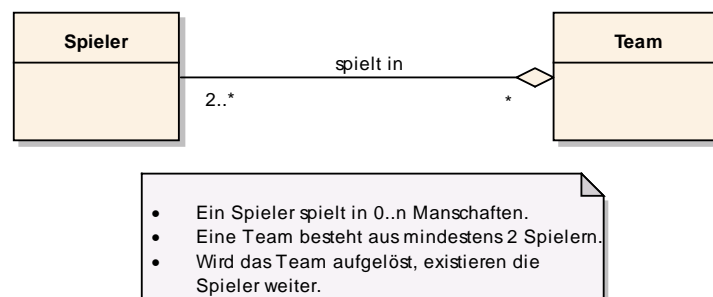 Spieler
Team
spielt in
2..*
*
• Ein Spieler spielt in 0..n Manschaften.
• Eine Team besteht aus mindestens 2 Spielern.
• Wird das Team aufgelöst, existieren die
Spieler weiter.